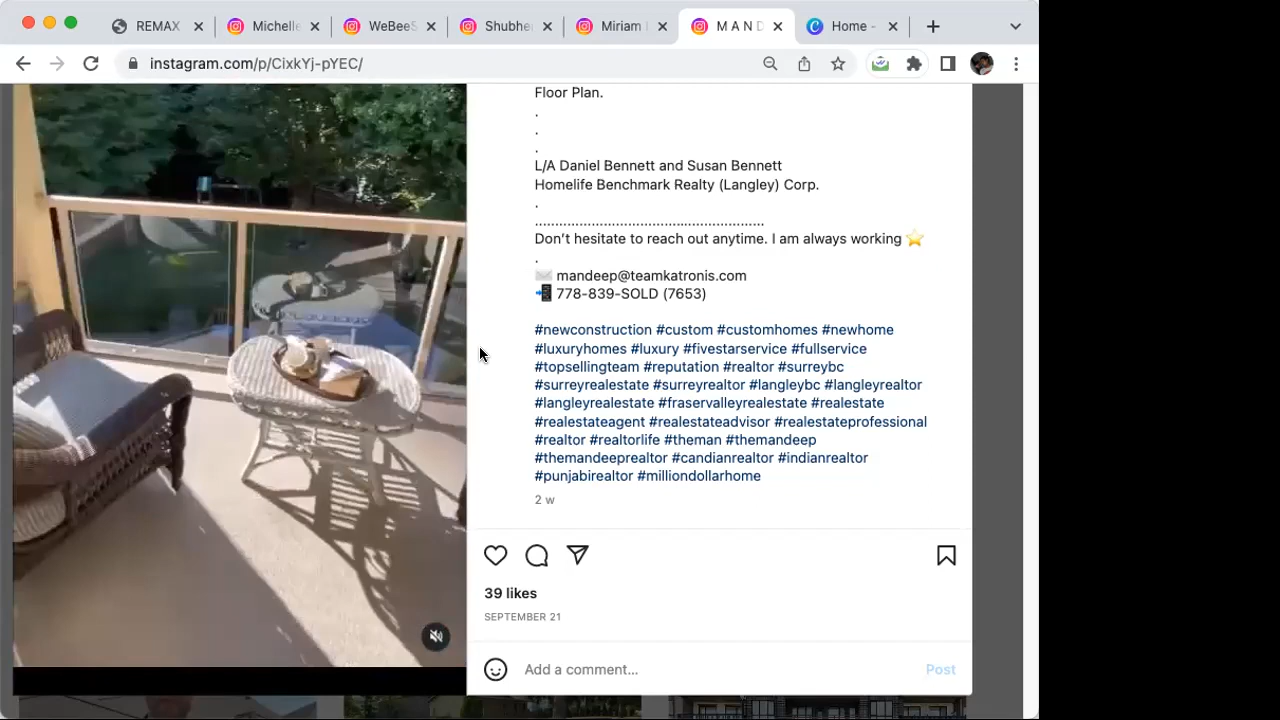 REMAX
Michelle
WeBeeS
Shubhe
Miriam
M A N D
Home -
instagram.com/p/CixkYj-pYEC/
Floor Plan.
.
.
.
L/A Daniel Bennett and Susan Bennett
Homelife Benchmark Realty (Langley) Corp.
.
........................................................
Don't hesitate to reach out anytime. I am always working ⭐
.
📧 mandeep@teamkatronis.com
📲 778-839-SOLD (7653)
#newconstruction #custom #customhomes #newhome
#luxuryhomes #luxury #fivestarservice #fullservice
#topsellingteam #reputation #realtor #surreybc
#surreyrealestate #surreyrealtor #langleybc #langleyrealtor
#langleyrealestate #fraservalleyrealestate #realestate
#realestateagent #realestateadvisor #realestateprofessional
#realtor #realtorlife #theman #themandeep
#themandeeprealtor #candianrealtor #indianrealtor
#punjabirealtor #milliondollarhome
2 w
39 likes
SEPTEMBER 21
Add a comment...
Post